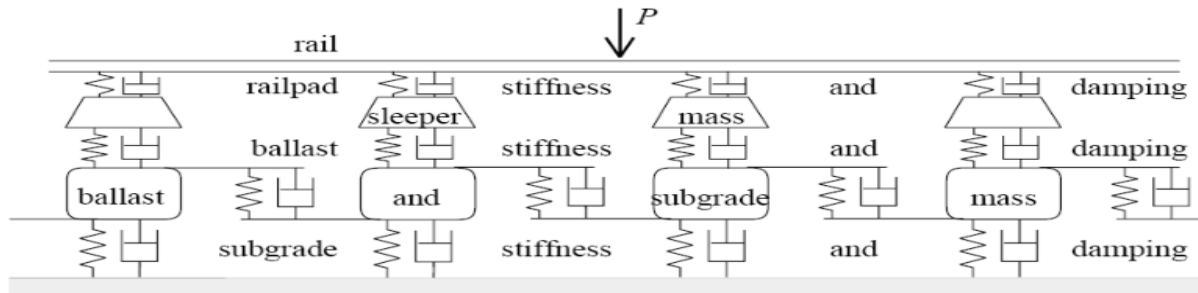 P
rail
railpad stiffness and damping
sleeper mass
ballast stiffness and damping
ballast and subgrade mass
subgrade stiffness and damping